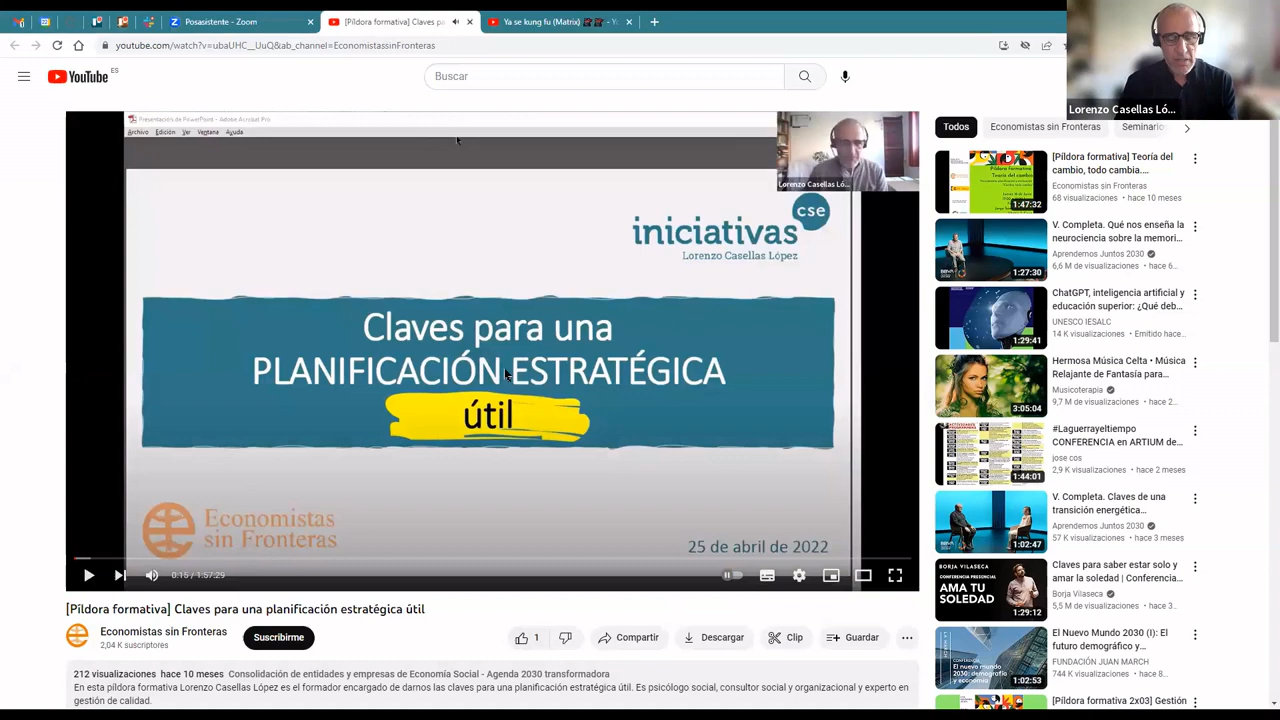 Posasistente - Zoom
[Píldora formativa] Claves pa
Ya se kung fu (Matrix)
youtube.com/watch?v=ubaUHC__UuQ&ab_channel=EconomistassinFronteras
YouTube ES
Buscar
Lorenzo Casellas Ló...
Presentación de PowerPoint - Adobe Acrobat Pro
Archivo Edición Ver Ventana Ayuda
Lorenzo Casellas Ló...
iniciativas cse
Lorenzo Casellas López
Claves para una
PLANIFICACIÓN ESTRATÉGICA
útil
Economistas
sin Fronteras
25 de abril de 2022
0:15 / 1:57:29
[Píldora formativa] Claves para una planificación estratégica útil
Economistas sin Fronteras
2,04 K suscriptores
Suscribirme
1
Compartir
Descargar
Clip
Guardar
212 visualizaciones hace 10 meses Consolidación de entidades y empresas de Economía Social - Agenda 2030 transformadora
En esta píldora formativa Lorenzo Casellas López es el formador encargado de darnos las claves para una planificación estratégica útil. Es psicólogo social, y organizacional y experto en
gestión de calidad.
Todos
Economistas sin Fronteras
Seminario
[Píldora formativa] Teoría del
cambio, todo cambia....
Economistas sin Fronteras
68 visualizaciones • hace 10 meses
1:47:32
V. Completa. Qué nos enseña la
neurociencia sobre la memori...
Aprendemos Juntos 2030
6,6 M de visualizaciones • hace 6...
1:27:30
ChatGPT, inteligencia artificial y
educación superior: ¿Qué deb...
UNESCO IESALC
14 K visualizaciones • Emitido hace...
1:29:41
Hermosa Música Celta • Música
Relajante de Fantasía para...
Musicoterapia
9,7 M de visualizaciones • hace 2...
3:05:04
#Laguerrayeltiempo
CONFERENCIA en ARTIUM de...
jose cos
2,9 K visualizaciones • hace 2 meses
1:44:01
V. Completa. Claves de una
transición energética...
Aprendemos Juntos 2030
57 K visualizaciones • hace 3 meses
1:02:47
Claves para saber estar solo y
amar la soledad | Conferencia...
Borja Vilaseca
5,5 M de visualizaciones • hace 3...
BORJA VILASECA
CONFERENCIA PRESENCIAL
AMA TU
SOLEDAD
1:29:12
El Nuevo Mundo 2030 (I): El
futuro demográfico y...
FUNDACIÓN JUAN MARCH
744 K visualizaciones • hace 8...
1:02:53
[Píldora formativa 2x03] Gestión